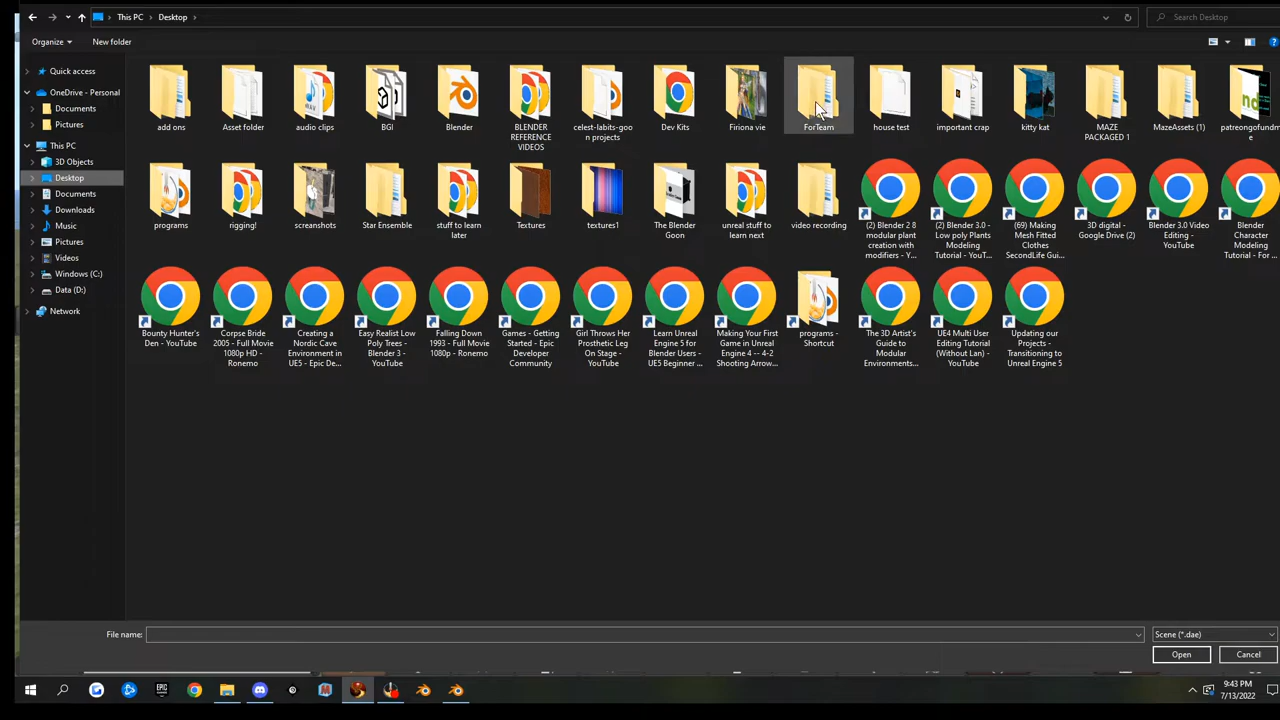 This PC > Desktop >
Search Desktop
Organize
New folder
Quick access
OneDrive - Personal
Documents
Pictures
This PC
3D Objects
Desktop
Documents
Downloads
Music
Pictures
Videos
Windows (C:)
Data (D:)
Network
add ons
Asset folder
audio clips
BGI
Blender
BLENDER
REFERENCE
VIDEOS
celest-labits-goo
n projects
Dev Kits
Firiona vie
ForTeam
house test
important crap
kitty kat
MAZE
PACKAGED 1
MazeAssets (1)
patreongofundm
e
programs
rigging!
screanshots
Star Ensemble
stuff to learn
later
Textures
textures1
The Blender
Goon
unreal stuff to
learn next
video recording
(2) Blender 2 8
modular plant
creation with
modifiers - Y...
(2) Blender 3.0 -
Low poly Plants
Modeling
Tutorial - YouT...
(69) Making
Mesh Fitted
Clothes
SecondLife Gui...
3D digital -
Google Drive (2)
Blender 3.0 Video
Editing -
YouTube
Blender
Character
Modeling
Tutorial - For ...
Bounty Hunter's
Den - YouTube
Corpse Bride
2005 - Full Movie
1080p HD -
Ronemo
Creating a
Nordic Cave
Environment in
UE5 - Epic De...
Easy Realist Low
Poly Trees -
Blender 3 -
YouTube
Falling Down
1993 - Full Movie
1080p - Ronemo
Games - Getting
Started - Epic
Developer
Community
Girl Throws Her
Prosthetic Leg
On Stage -
YouTube
Learn Unreal
Engine 5 for
Blender Users -
UE5 Beginner ...
Making Your First
Game in Unreal
Engine 4 -- 4-2
Shooting Arrow...
programs -
Shortcut
The 3D Artist's
Guide to
Modular
Environments...
UE4 Multi User
Editing Tutorial
(Without Lan) -
YouTube
Updating our
Projects -
Transitioning to
Unreal Engine 5
File name:
Scene (*.dae)
Open
Cancel
9:43 PM
7/13/2022